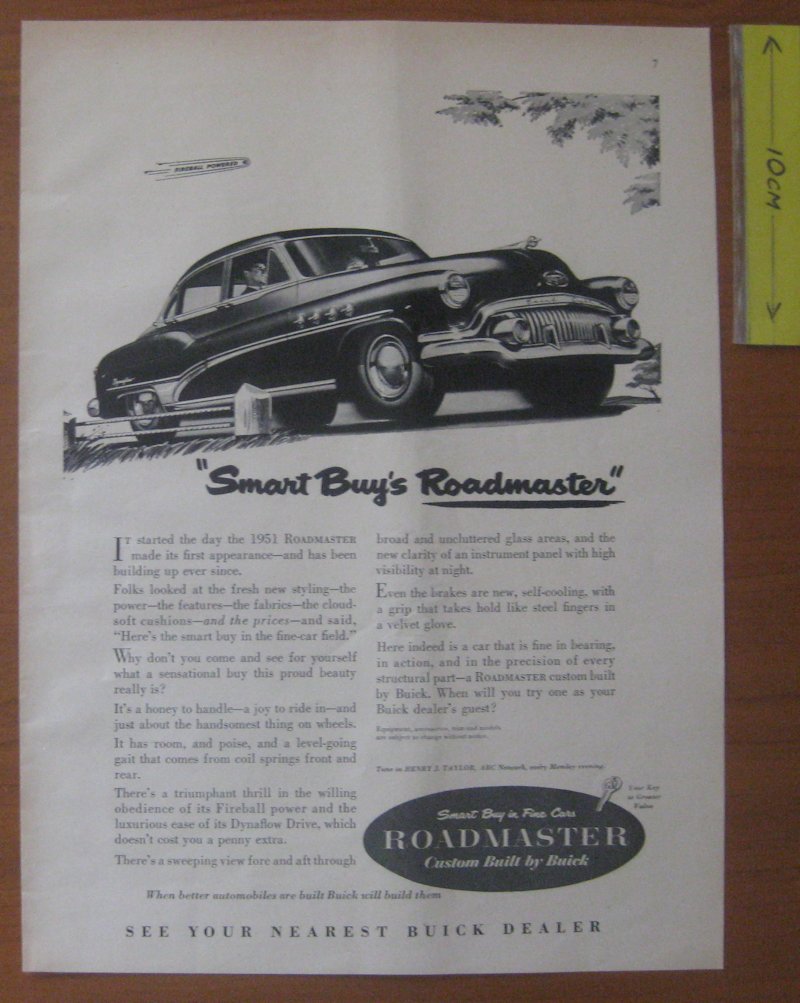 7
10CM
FIREBALL POWERED
"Smart Buy's Roadmaster"
IT started the day the 1951 ROADMASTER
made its first appearance—and has been
building up ever since.
Folks looked at the fresh new styling—the
power—the features—the fabrics—the cloud-
soft cushions—and the prices—and said,
"Here's the smart buy in the fine-car field."
Why don't you come and see for yourself
what a sensational buy this proud beauty
really is?
It's a honey to handle—a joy to ride in—and
just about the handsomest thing on wheels.
It has room, and poise, and a level-going
gait that comes from coil springs front and
rear.
There's a triumphant thrill in the willing
obedience of its Fireball power and the
luxurious ease of its Dynaflow Drive, which
doesn't cost you a penny extra.
There's a sweeping view fore and aft through
broad and uncluttered glass areas, and the
new clarity of an instrument panel with high
visibility at night.
Even the brakes are new, self-cooling, with
a grip that takes hold like steel fingers in
a velvet glove.
Here indeed is a car that is fine in bearing,
in action, and in the precision of every
structural part—a ROADMASTER custom built
by Buick. When will you try one as your
Buick dealer's guest?
Equipment, accessories, trim and models
are subject to change without notice.
Tune in HENRY J. TAYLOR, ABC Network, every Monday evening.
Your Key
to Greater
Value
Smart Buy in Fine Cars
ROADMASTER
Custom Built by Buick
When better automobiles are built Buick will build them
SEE YOUR NEAREST BUICK DEALER